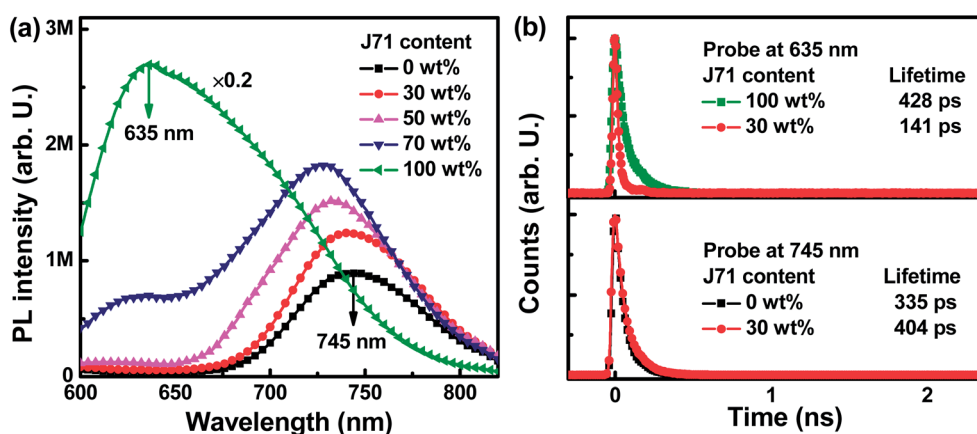 (a)
3M
2M
1M
0
PL intensity (arb. U.)
600 650 700 750 800
Wavelength (nm)
×0.2
635 nm
745 nm
J71 content
0 wt%
30 wt%
50 wt%
70 wt%
100 wt%
(b)
Counts (arb. U.)
Probe at 635 nm
J71 content Lifetime
100 wt% 428 ps
30 wt% 141 ps
Probe at 745 nm
J71 content Lifetime
0 wt% 335 ps
30 wt% 404 ps
0 1 2
Time (ns)